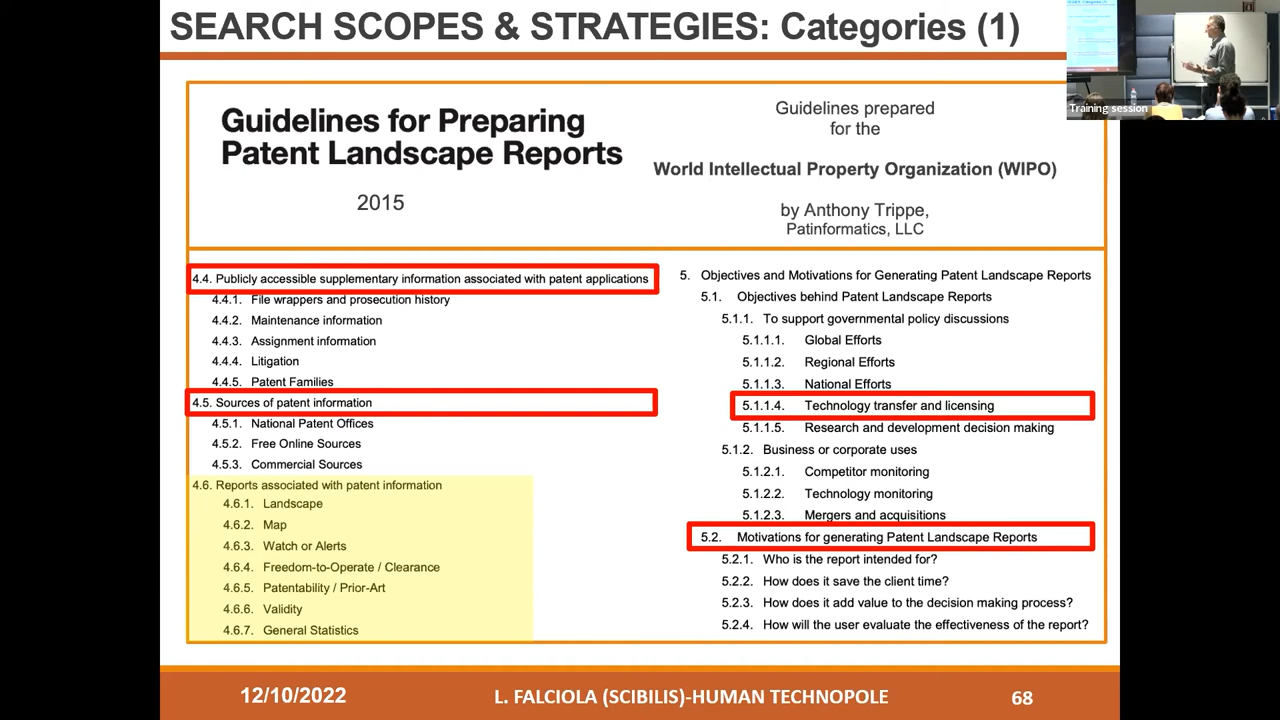 SEARCH SCOPES & STRATEGIES: Categories (1)
Training session
Guidelines for Preparing
Patent Landscape Reports
2015
Guidelines prepared
for the
World Intellectual Property Organization (WIPO)
by Anthony Trippe,
Patinformatics, LLC
4.4. Publicly accessible supplementary information associated with patent applications
4.4.1. File wrappers and prosecution history
4.4.2. Maintenance information
4.4.3. Assignment information
4.4.4. Litigation
4.4.5. Patent Families
4.5. Sources of patent information
4.5.1. National Patent Offices
4.5.2. Free Online Sources
4.5.3. Commercial Sources
4.6. Reports associated with patent information
4.6.1. Landscape
4.6.2. Map
4.6.3. Watch or Alerts
4.6.4. Freedom-to-Operate / Clearance
4.6.5. Patentability / Prior-Art
4.6.6. Validity
4.6.7. General Statistics
5. Objectives and Motivations for Generating Patent Landscape Reports
5.1. Objectives behind Patent Landscape Reports
5.1.1. To support governmental policy discussions
5.1.1.1. Global Efforts
5.1.1.2. Regional Efforts
5.1.1.3. National Efforts
5.1.1.4. Technology transfer and licensing
5.1.1.5. Research and development decision making
5.1.2. Business or corporate uses
5.1.2.1. Competitor monitoring
5.1.2.2. Technology monitoring
5.1.2.3. Mergers and acquisitions
5.2. Motivations for generating Patent Landscape Reports
5.2.1. Who is the report intended for?
5.2.2. How does it save the client time?
5.2.3. How does it add value to the decision making process?
5.2.4. How will the user evaluate the effectiveness of the report?
12/10/2022
L. FALCIOLA (SCIBILIS)-HUMAN TECHNOPOLE
68